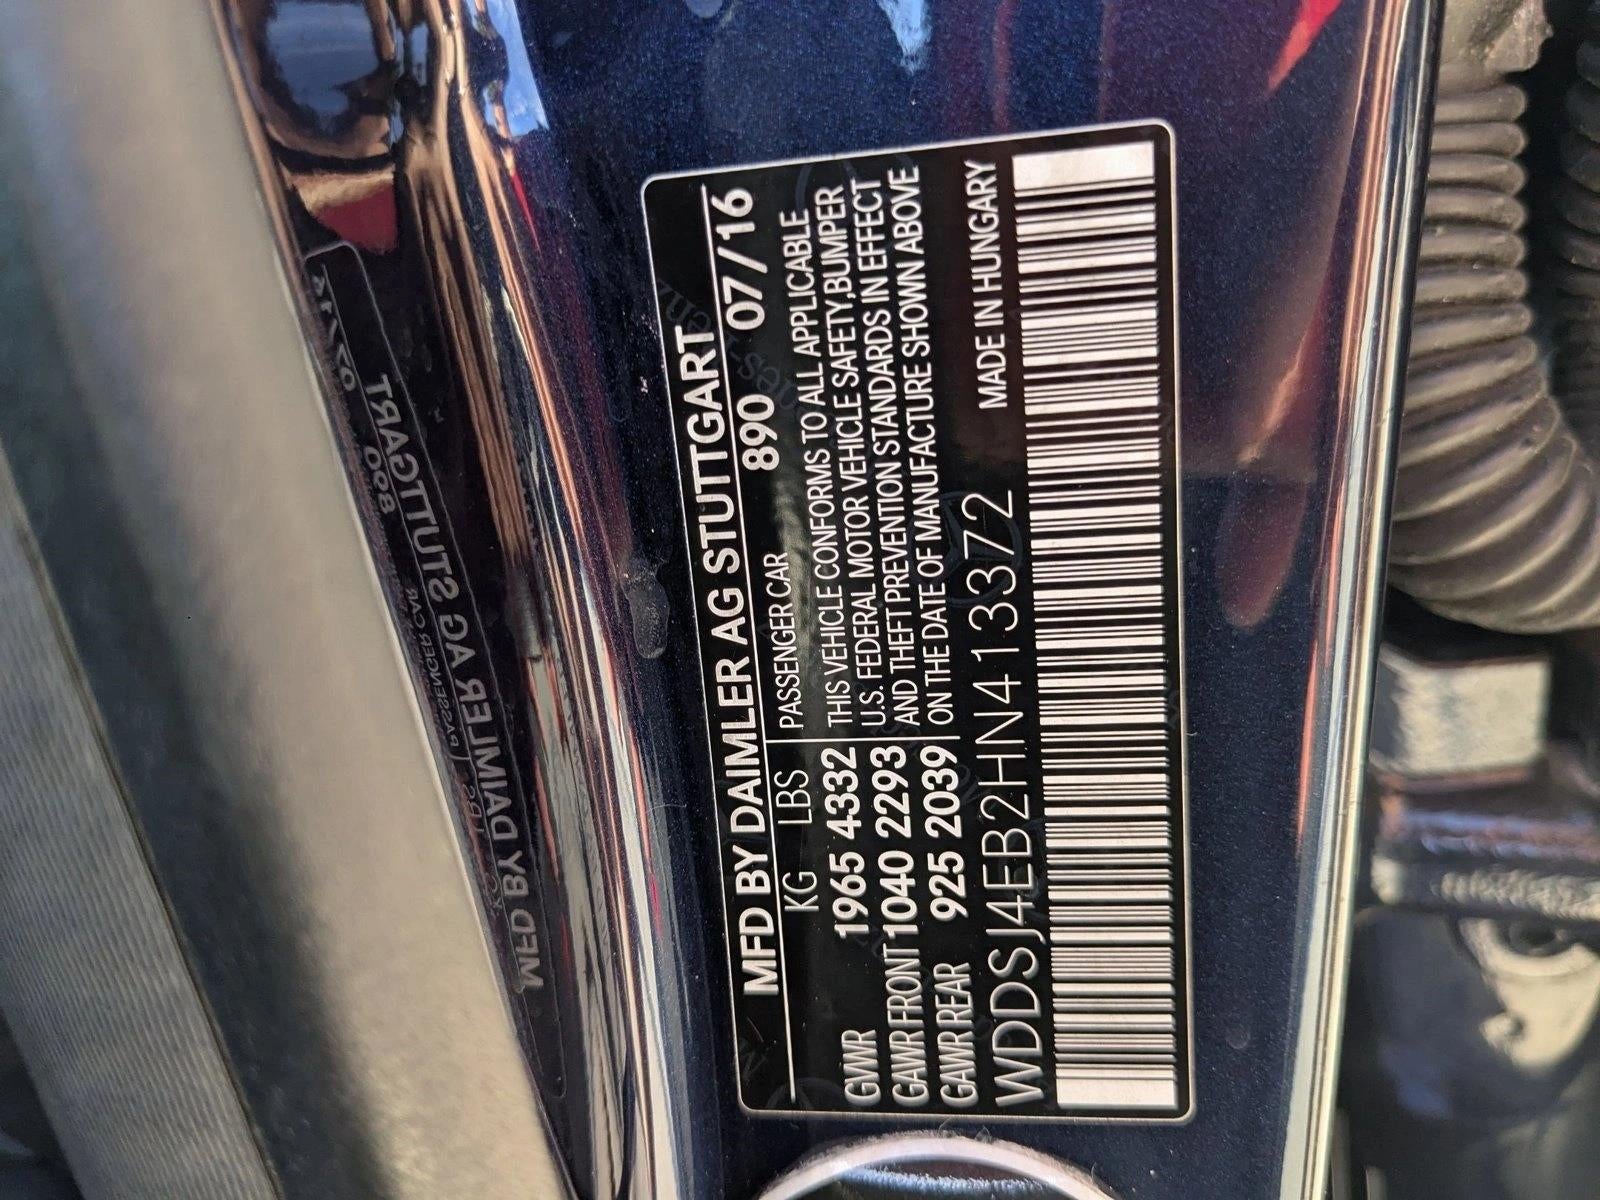 MFD BY DAIMLER AG STUTTGART
890 07/16
KG LBS PASSENGER CAR
GVWR 1965 4332 THIS VEHICLE CONFORMS TO ALL APPLICABLE
GAWR FRONT 1040 2293 U.S. FEDERAL MOTOR VEHICLE SAFETY,BUMPER
GAWR REAR 925 2039 AND THEFT PREVENTION STANDARDS IN EFFECT
ON THE DATE OF MANUFACTURE SHOWN ABOVE
WDDSJ4EB2HN413372 MADE IN HUNGARY